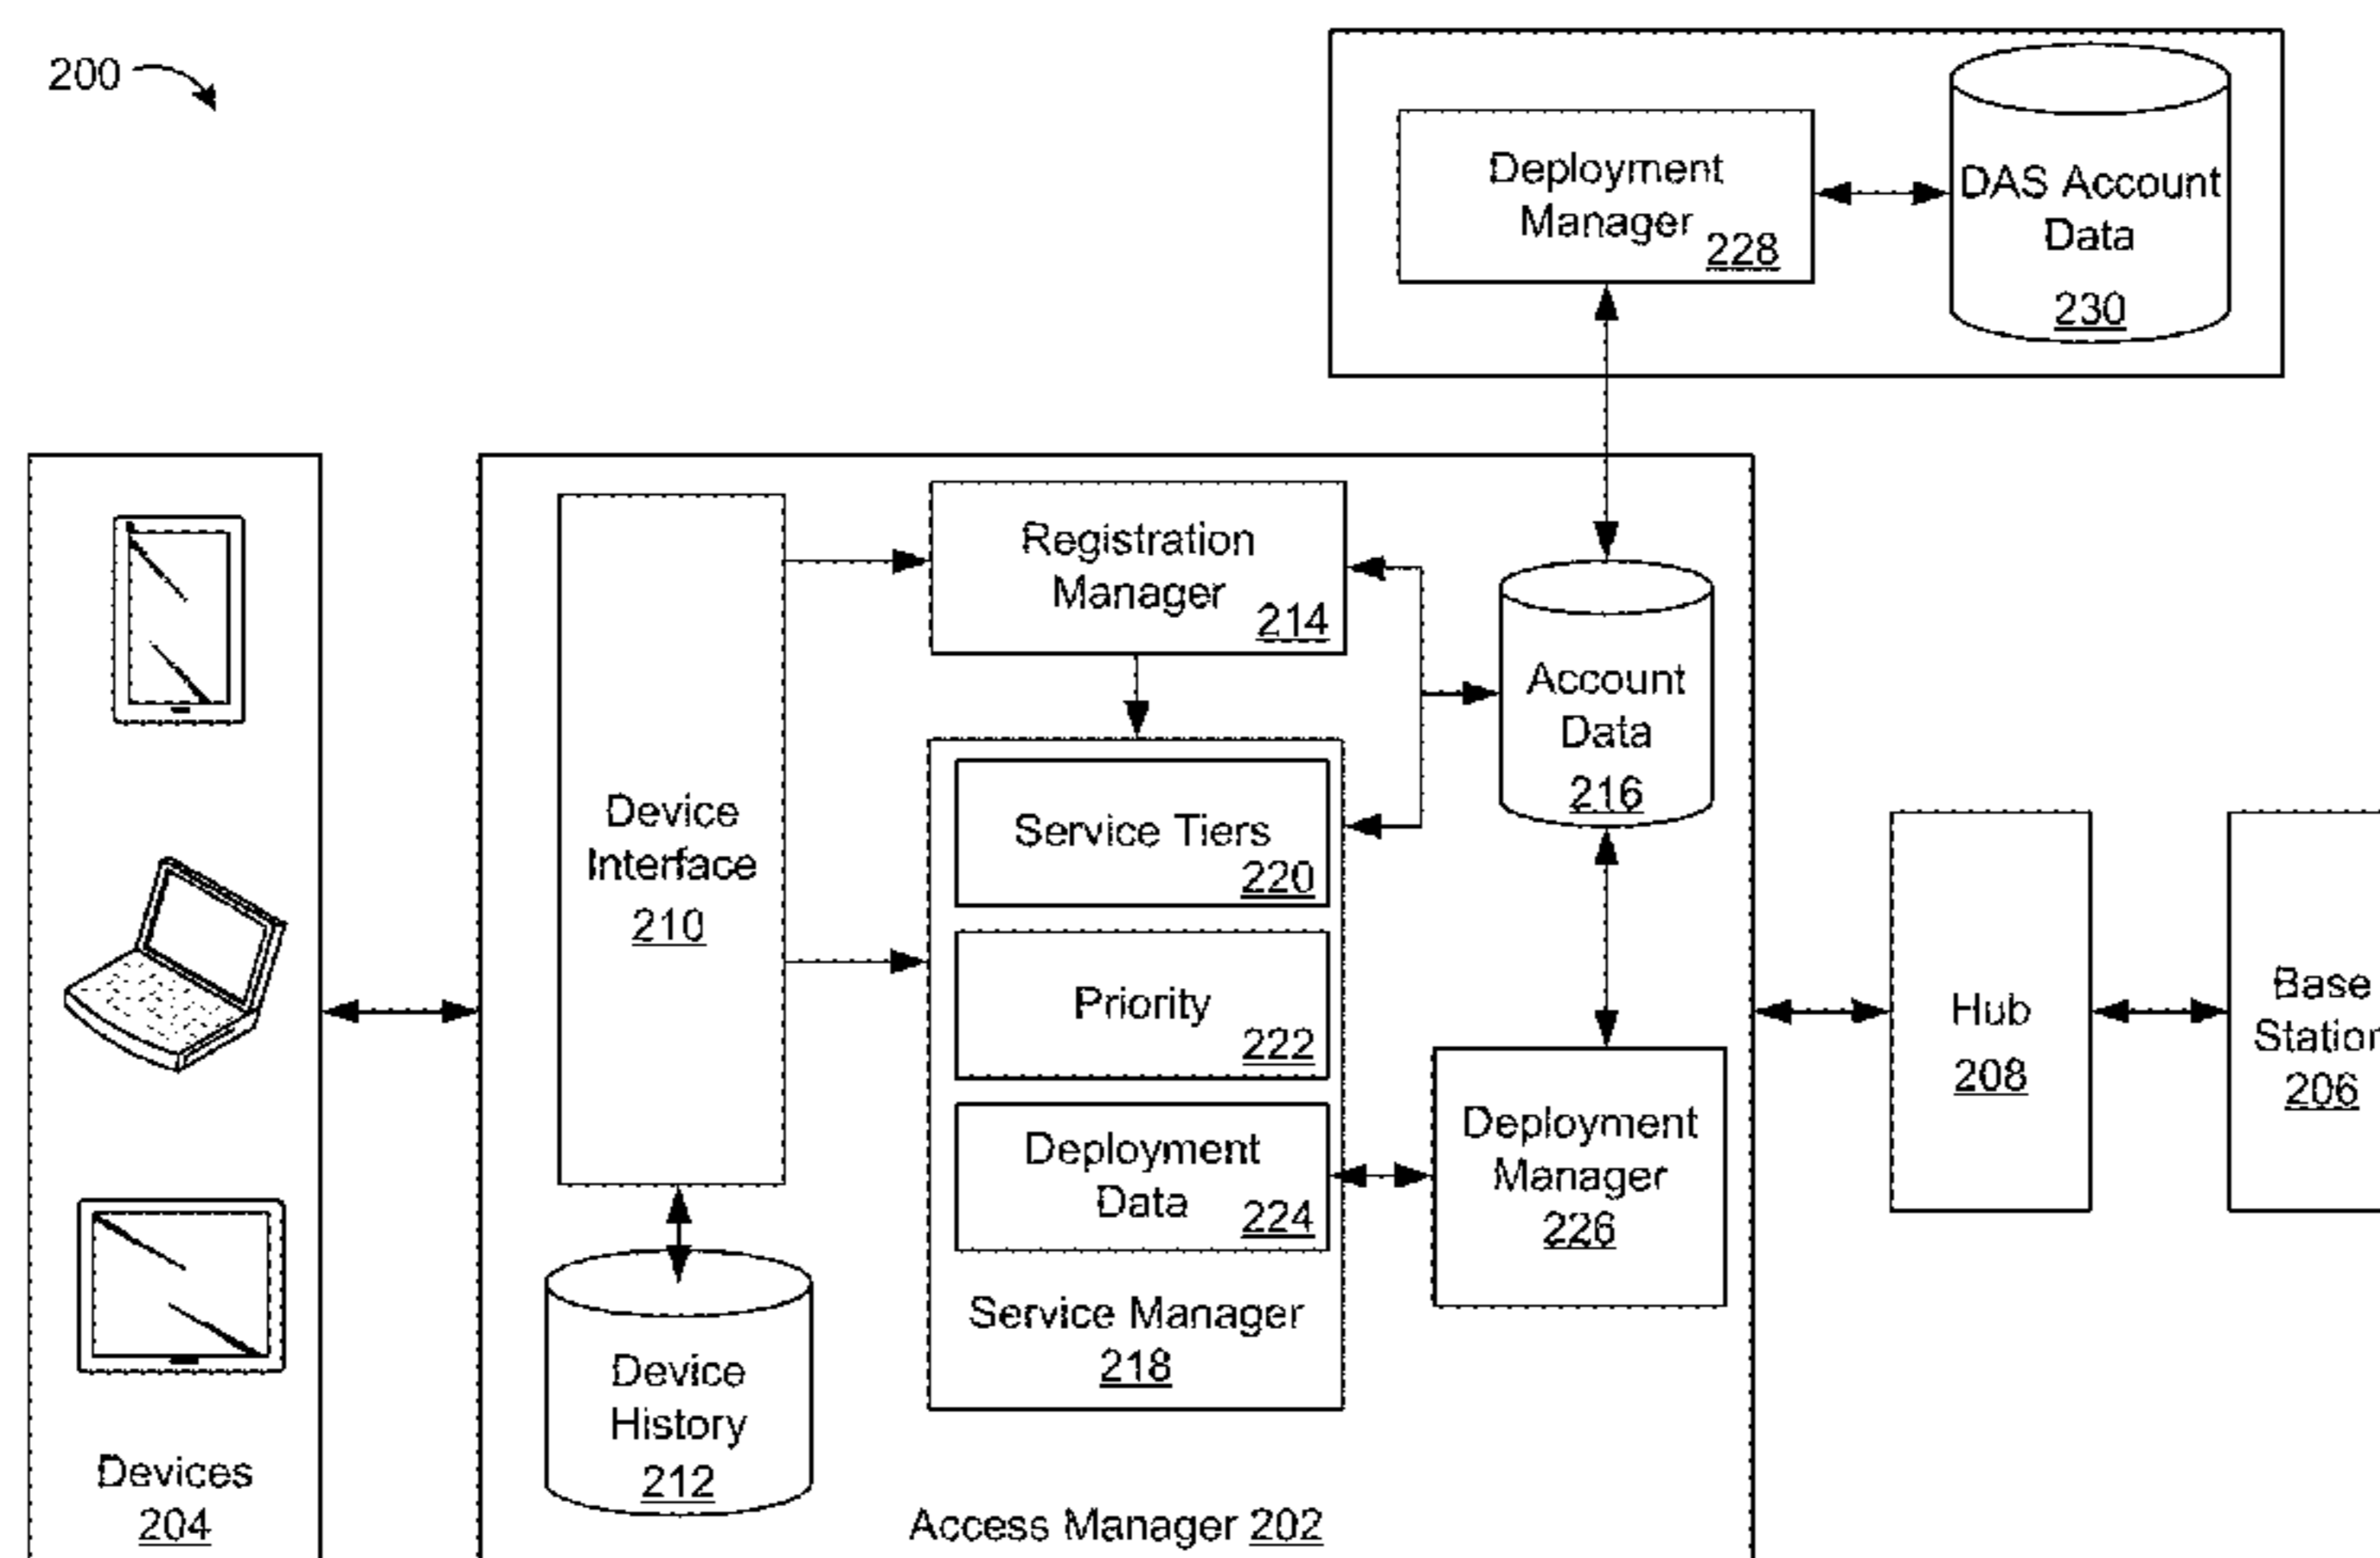 200
Deployment
Manager
228
DAS Account
Data
230
Registration
Manager
214
Account
Data
216
Device
Interface
210
Service Tiers
220
Priority
222
Deployment
Data
224
Service Manager
218
Deployment
Manager
226
Hub
208
Base
Station
206
Device
History
212
Devices
204
Access Manager 202